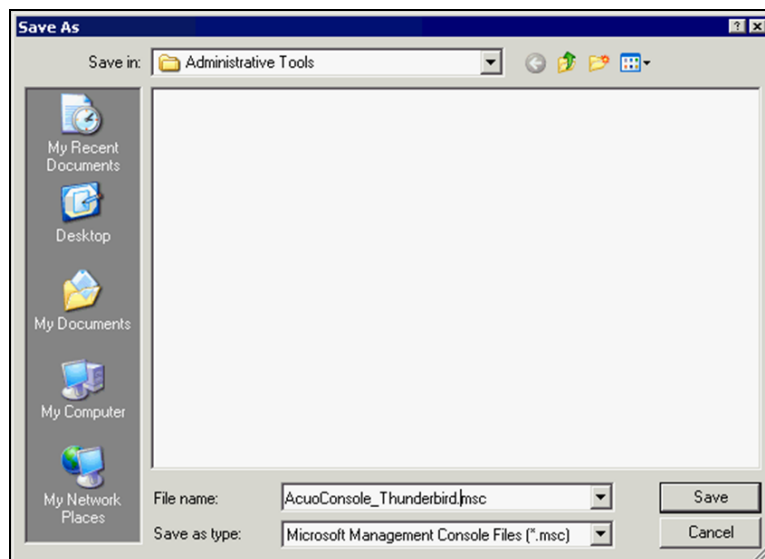 Save As
Save in:
Administrative Tools
My Recent
Documents
Desktop
My Documents
My Computer
My Network
Places
File name:
AcuoConsole_Thunderbird.msc
Save
Save as type:
Microsoft Management Console Files (*.msc)
Cancel